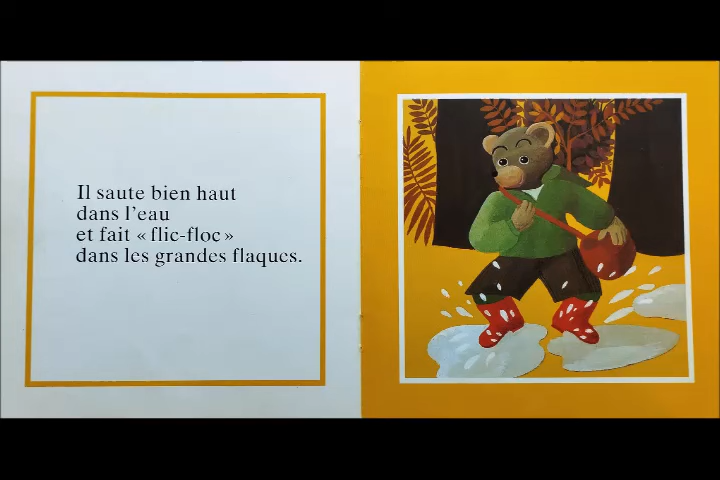 Il saute bien haut
dans l'eau
et fait « flic-floc »
dans les grandes flaques.